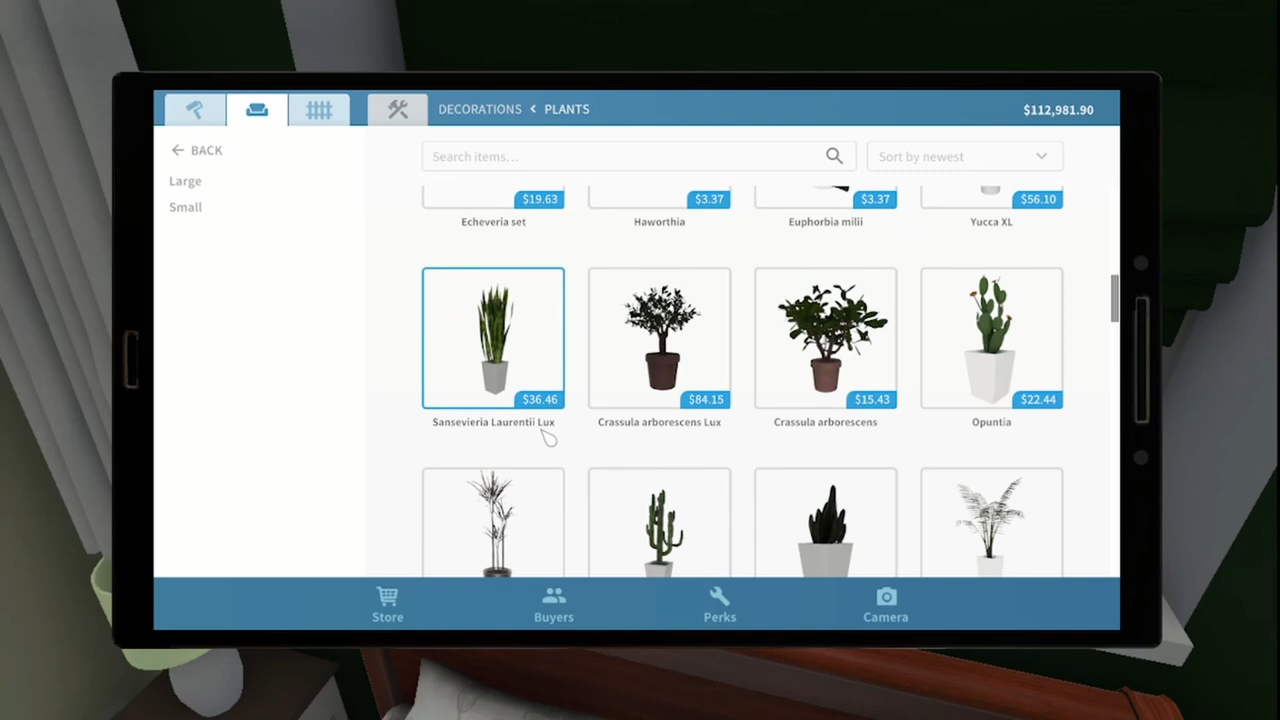 DECORATIONS < PLANTS
$112,981.90
BACK
Search items...
Sort by newest
Large
Small
$19.63
$3.37
$3.37
$56.10
Echeveria set
Haworthia
Euphorbia milii
Yucca XL
$36.46
$84.15
$15.43
$22.44
Sansevieria Laurentii Lux
Crassula arborescens Lux
Crassula arborescens
Opuntia
Store
Buyers
Perks
Camera